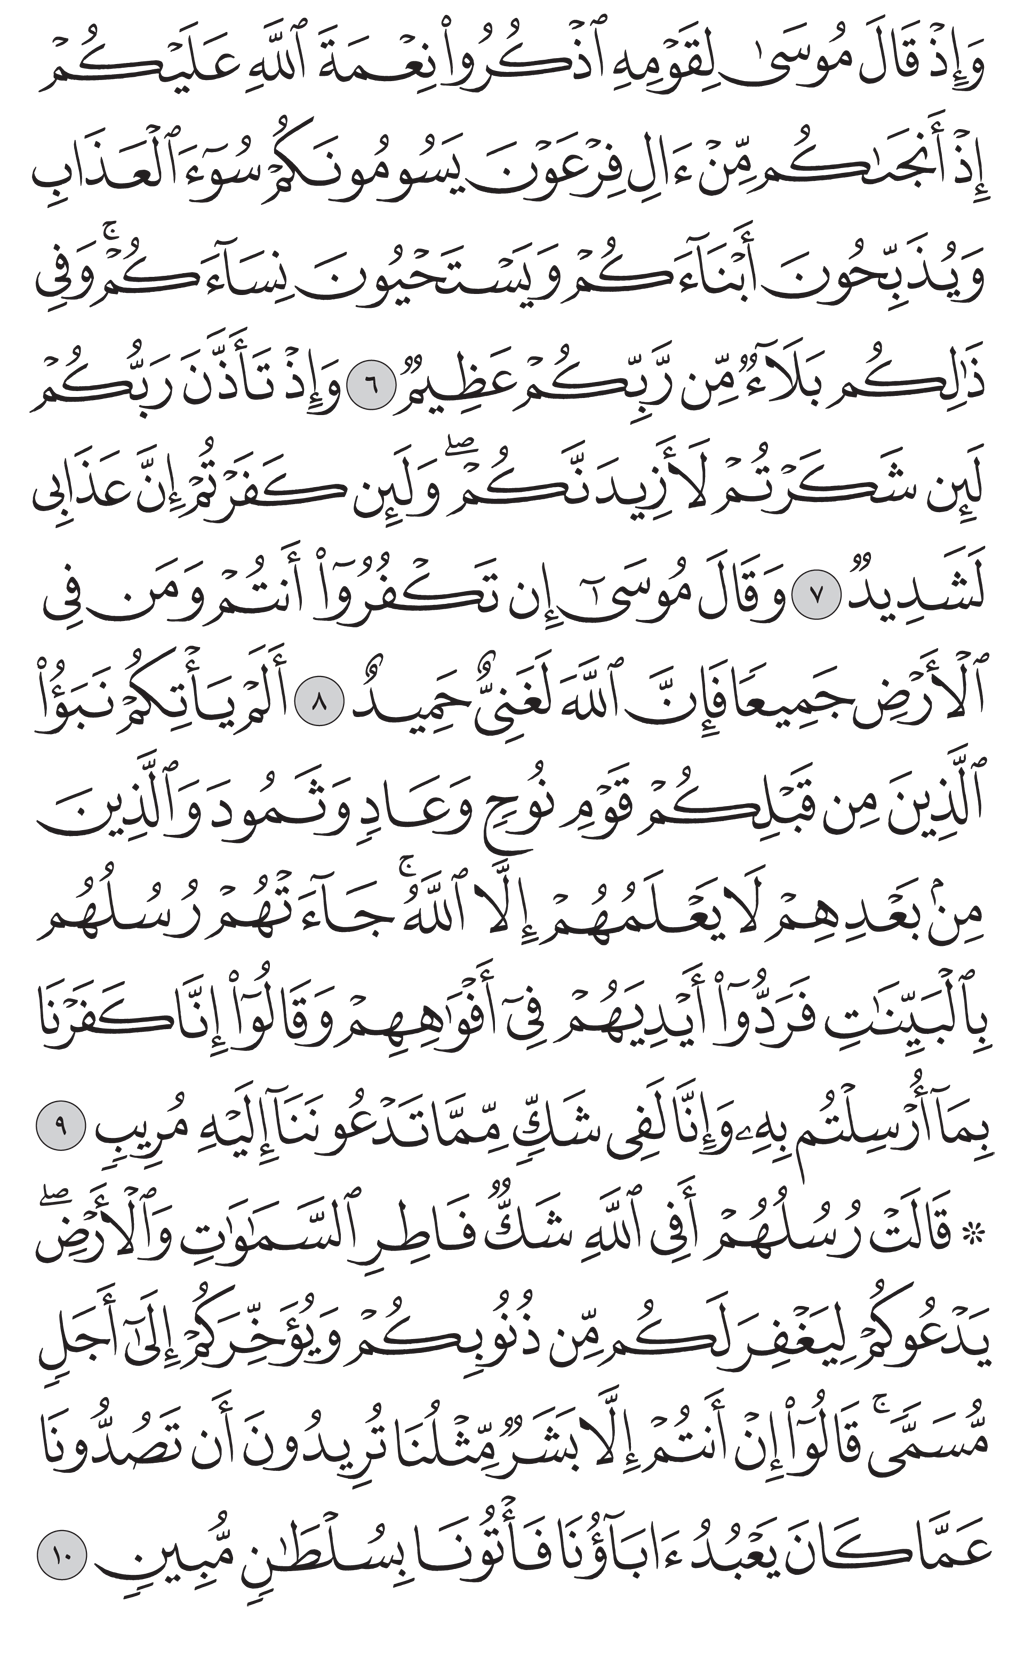 وَإِذۡ قَالَ مُوسَىٰ لِقَوۡمِهِ ٱذۡكُرُواْ نِعۡمَةَ ٱللَّهِ عَلَيۡكُمۡ
إِذۡ أَنجَىٰكُم مِّنۡ ءَالِ فِرۡعَوۡنَ يَسُومُونَكُمۡ سُوٓءَ ٱلۡعَذَابِ
وَيُذَبِّحُونَ أَبۡنَآءَكُمۡ وَيَسۡتَحۡيُونَ نِسَآءَكُمۡۚ وَفِي
ذَٰلِكُم بَلَآءٞ مِّن رَّبِّكُمۡ عَظِيمٞ ٦ وَإِذۡ تَأَذَّنَ رَبُّكُمۡ
لَئِن شَكَرۡتُمۡ لَأَزِيدَنَّكُمۡۖ وَلَئِن كَفَرۡتُمۡ إِنَّ عَذَابِي
لَشَدِيدٞ ٧ وَقَالَ مُوسَىٰٓ إِن تَكۡفُرُوٓاْ أَنتُمۡ وَمَن فِي
ٱلۡأَرۡضِ جَمِيعٗا فَإِنَّ ٱللَّهَ لَغَنِيٌّ حَمِيدٌ ٨ أَلَمۡ يَأۡتِكُمۡ نَبَؤُاْ
ٱلَّذِينَ مِن قَبۡلِكُمۡ قَوۡمِ نُوحٖ وَعَادٖ وَثَمُودَ وَٱلَّذِينَ
مِنۢ بَعۡدِهِمۡ لَا يَعۡلَمُهُمۡ إِلَّا ٱللَّهُۚ جَآءَتۡهُمۡ رُسُلُهُم
بِٱلۡبَيِّنَٰتِ فَرَدُّوٓاْ أَيۡدِيَهُمۡ فِيٓ أَفۡوَٰهِهِمۡ وَقَالُوٓاْ إِنَّا كَفَرۡنَا
بِمَآ أُرۡسِلۡتُم بِهِۦ وَإِنَّا لَفِي شَكّٖ مِّمَّا تَدۡعُونَنَآ إِلَيۡهِ مُرِيبٖ ٩
۞ قَالَتۡ رُسُلُهُمۡ أَفِي ٱللَّهِ شَكّٞ فَاطِرِ ٱلسَّمَٰوَٰتِ وَٱلۡأَرۡضِۖ
يَدۡعُوكُمۡ لِيَغۡفِرَ لَكُم مِّن ذُنُوبِكُمۡ وَيُؤَخِّرَكُمۡ إِلَىٰٓ أَجَلٖ
مُّسَمّٗىۚ قَالُوٓاْ إِنۡ أَنتُمۡ إِلَّا بَشَرٞ مِّثۡلُنَا تُرِيدُونَ أَن تَصُدُّونَا
عَمَّا كَانَ يَعۡبُدُ ءَابَآؤُنَا فَأۡتُونَا بِسُلۡطَٰنٖ مُّبِينٖ ١٠